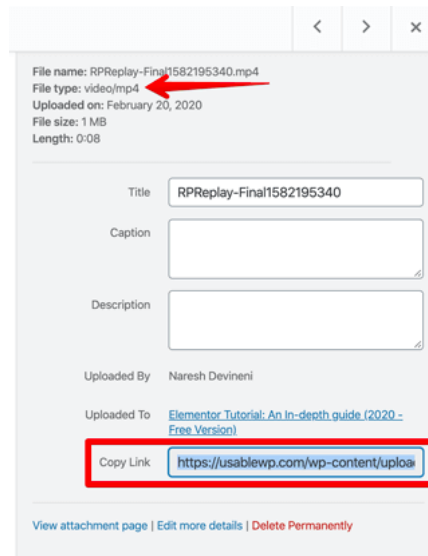 File name: RPReplay-Final1582195340.mp4
File type: video/mp4
Uploaded on: February 20, 2020
File size: 1 MB
Length: 0:08
Title RPReplay-Final1582195340
Caption
Description
Uploaded By Naresh Devineni
Uploaded To Elementor Tutorial: An In-depth guide (2020 -
Free Version)
Copy Link https://usablewp.com/wp-content/uploa
View attachment page | Edit more details | Delete Permanently